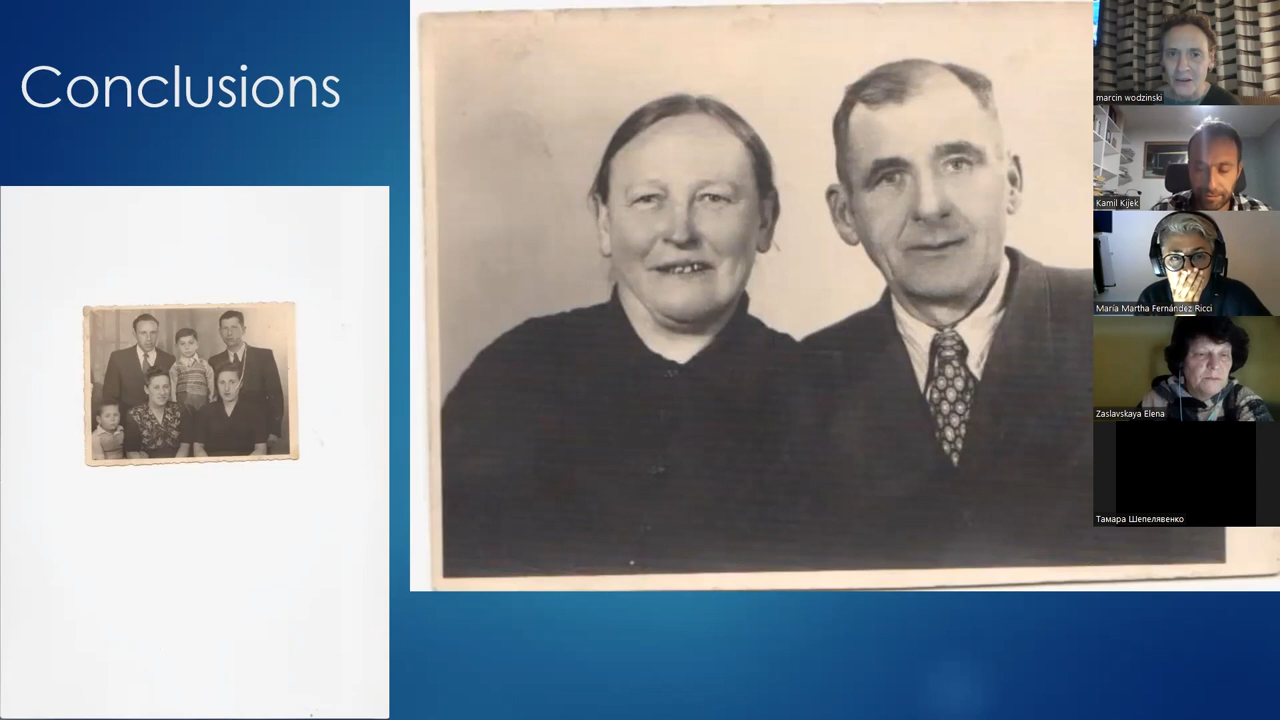 Conclusions
marcin wodzinski
Kamil Kijek
María Martha Fernández Ricci
Zaslavskaya Elena
Тамара Шепелявенко